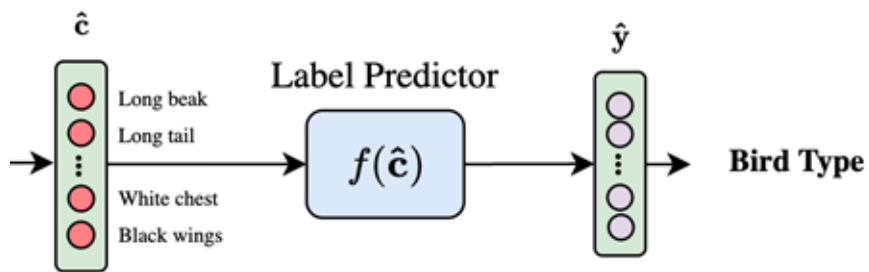 ĉ
Long beak
Long tail
White chest
Black wings
Label Predictor
f(ĉ)
ŷ
Bird Type